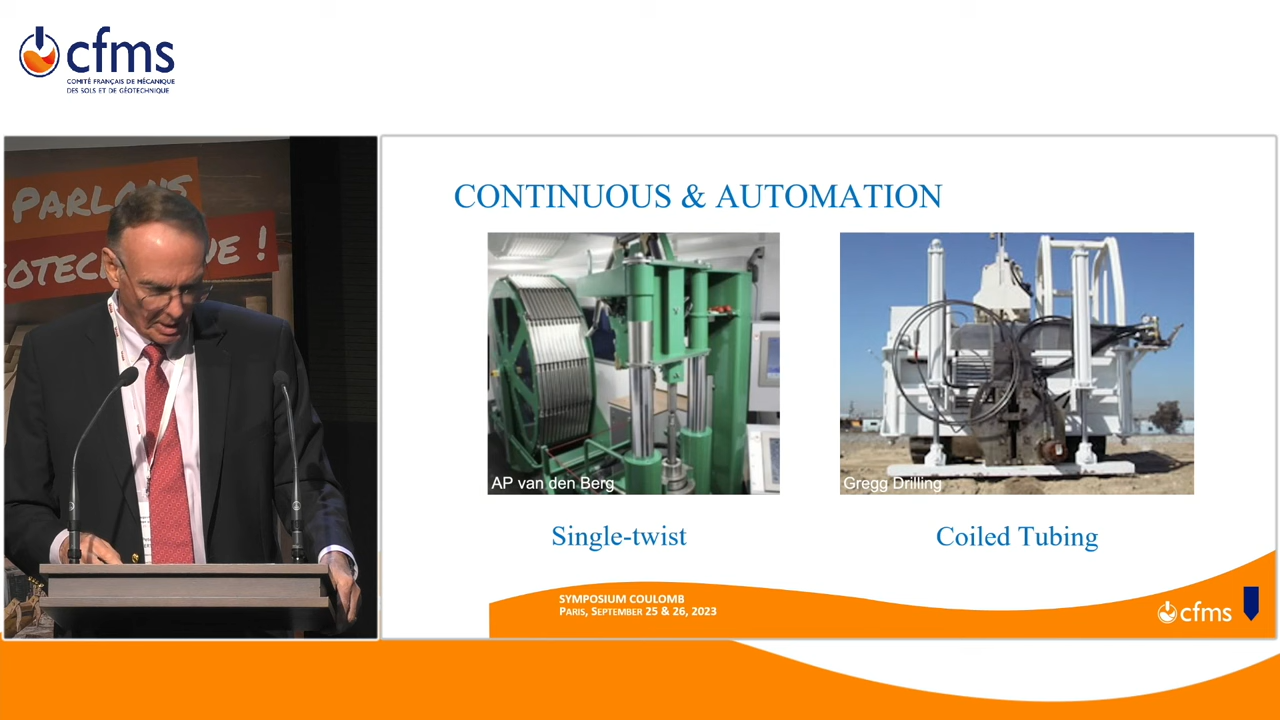 cfms
COMITÉ FRANÇAIS DE MÉCANIQUE
DES SOLS ET DE GÉOTECHNIQUE
PARLONS
!
CONTINUOUS & AUTOMATION
AP van den Berg
Gregg Drilling
Single-twist
Coiled Tubing
SYMPOSIUM COULOMB
PARIS, SEPTEMBER 25 & 26, 2023
cfms